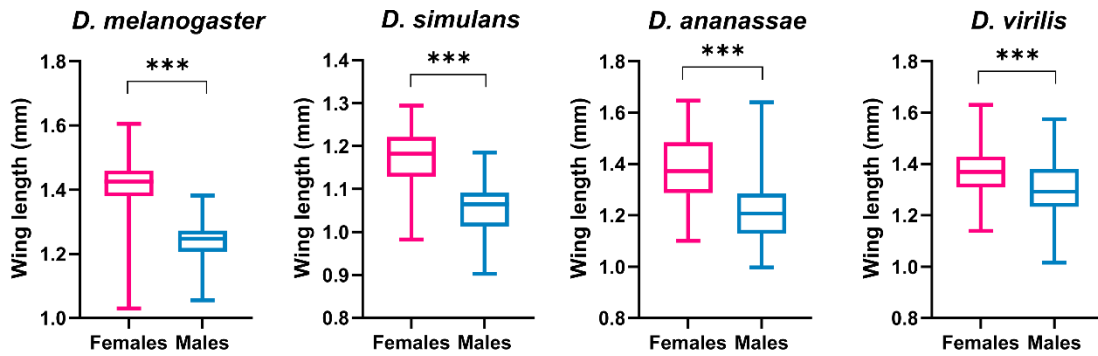 D. melanogaster
Wing length (mm)
1.8
1.6
1.4
1.2
1.0
***
Females Males
D. simulans
Wing length (mm)
1.4
1.3
1.2
1.1
1.0
0.9
0.8
***
Females Males
D. ananassae
Wing length (mm)
1.8
1.6
1.4
1.2
1.0
0.8
***
Females Males
D. virilis
Wing length (mm)
1.8
1.6
1.4
1.2
1.0
0.8
***
Females Males